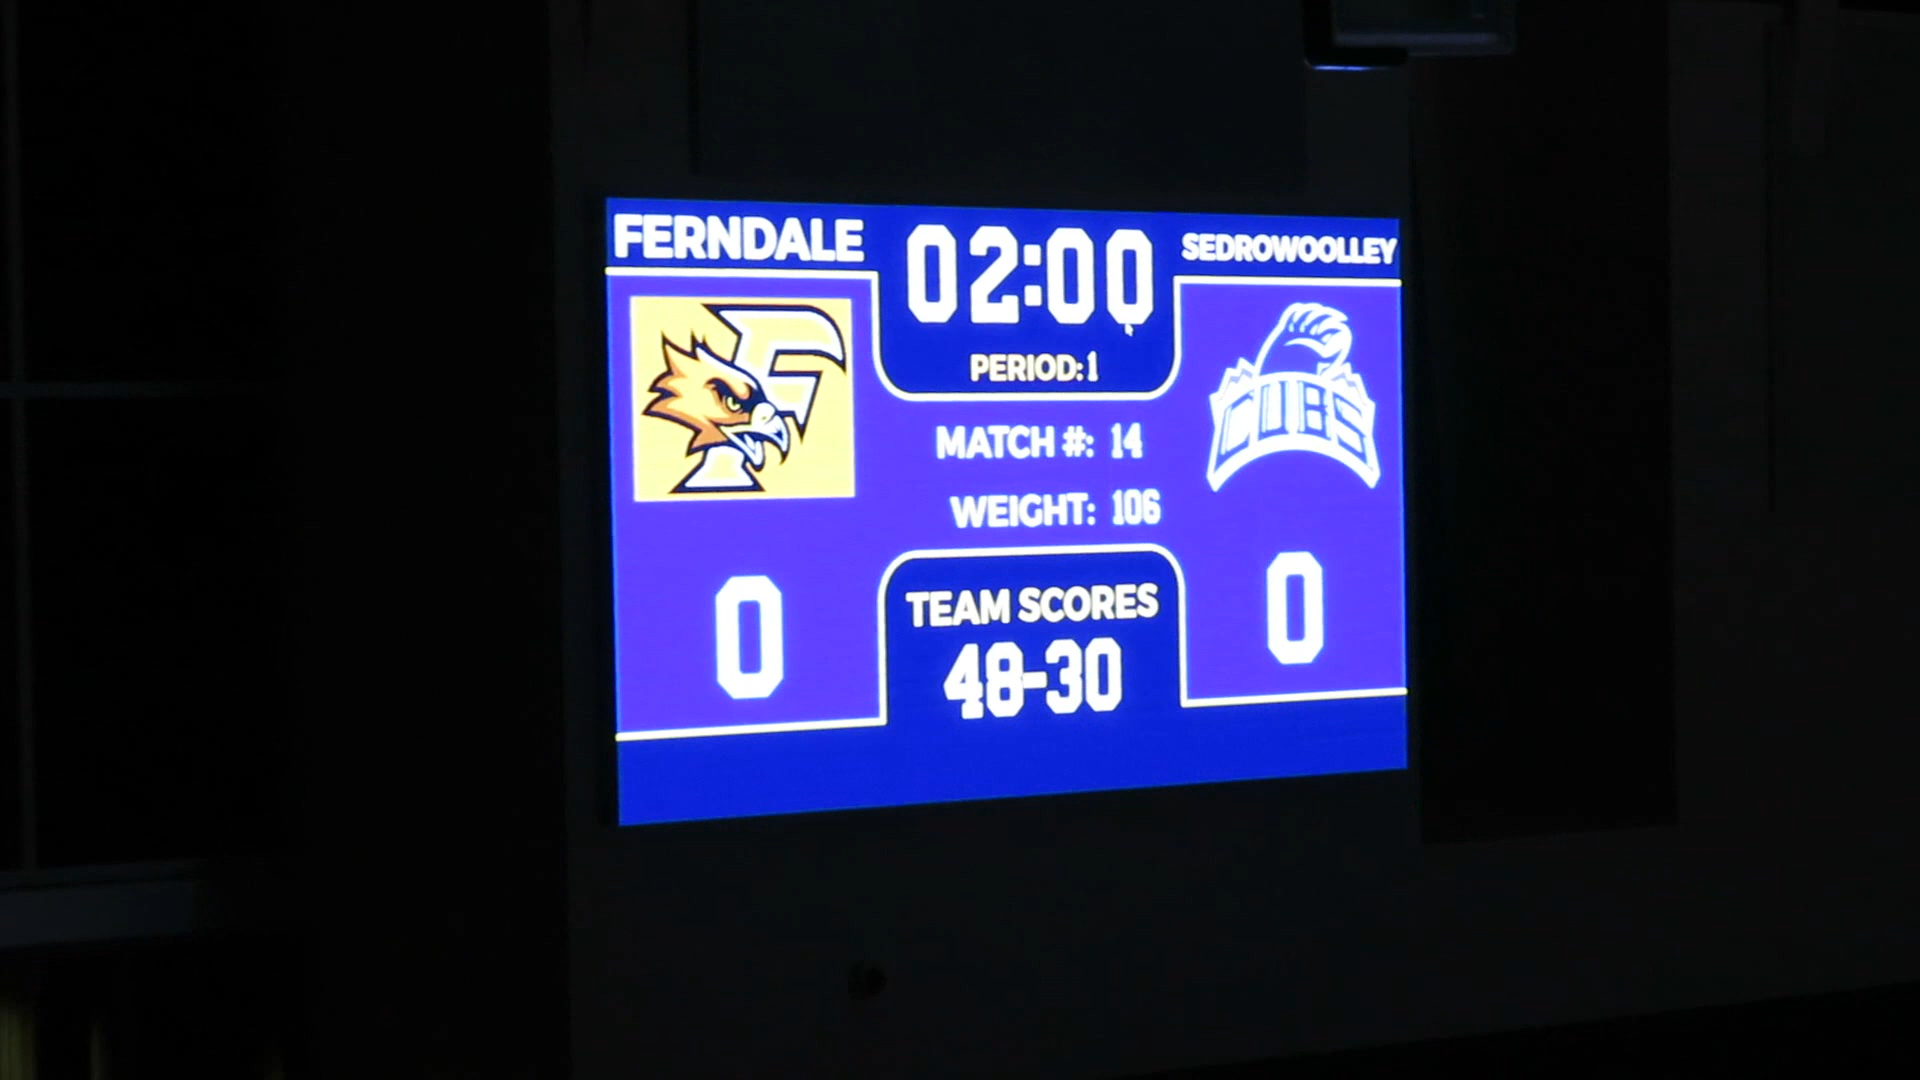 FERNDALE
02:00
SEDROWOOLLEY
PERIOD: 1
F
CUBS
MATCH #: 14
WEIGHT: 106
0
0
TEAM SCORES
48-30